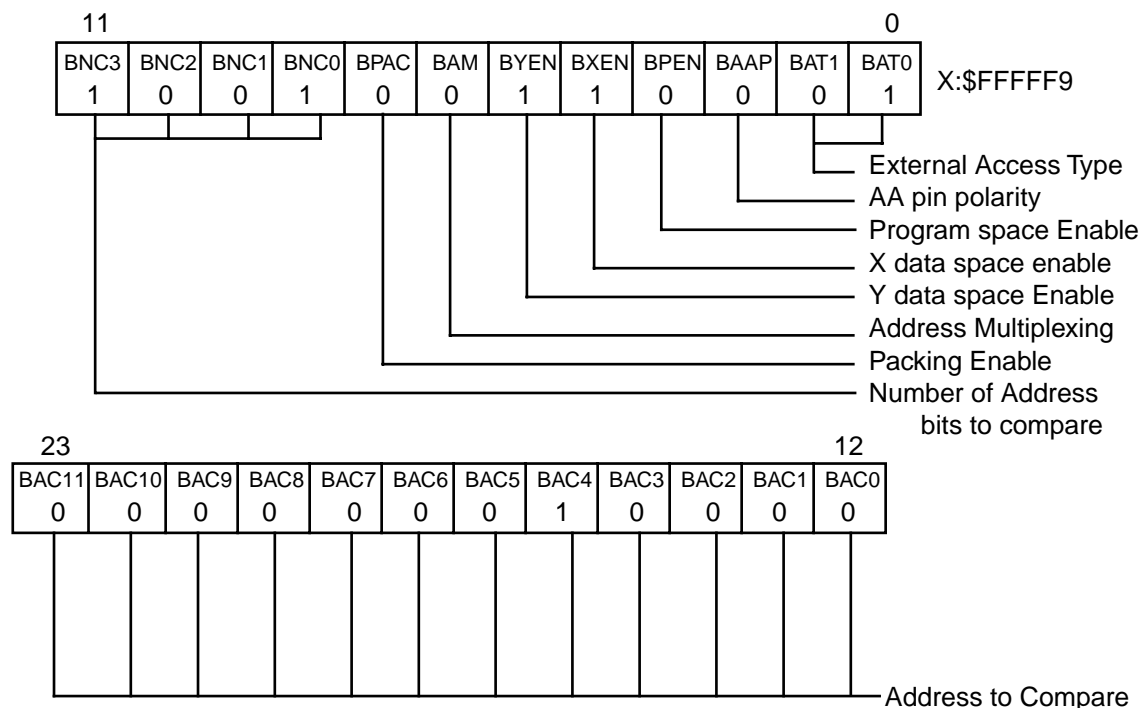 11 0
BNC3 BNC2 BNC1 BNC0 BPAC BAM BYEN BXEN BPEN BAAP BAT1 BAT0
1 0 0 1 0 0 1 1 0 0 0 1
X:$FFFFF9
External Access Type
AA pin polarity
Program space Enable
X data space enable
Y data space Enable
Address Multiplexing
Packing Enable
Number of Address
bits to compare
23 12
BAC11 BAC10 BAC9 BAC8 BAC7 BAC6 BAC5 BAC4 BAC3 BAC2 BAC1 BAC0
0 0 0 0 0 0 0 1 0 0 0 0
Address to Compare